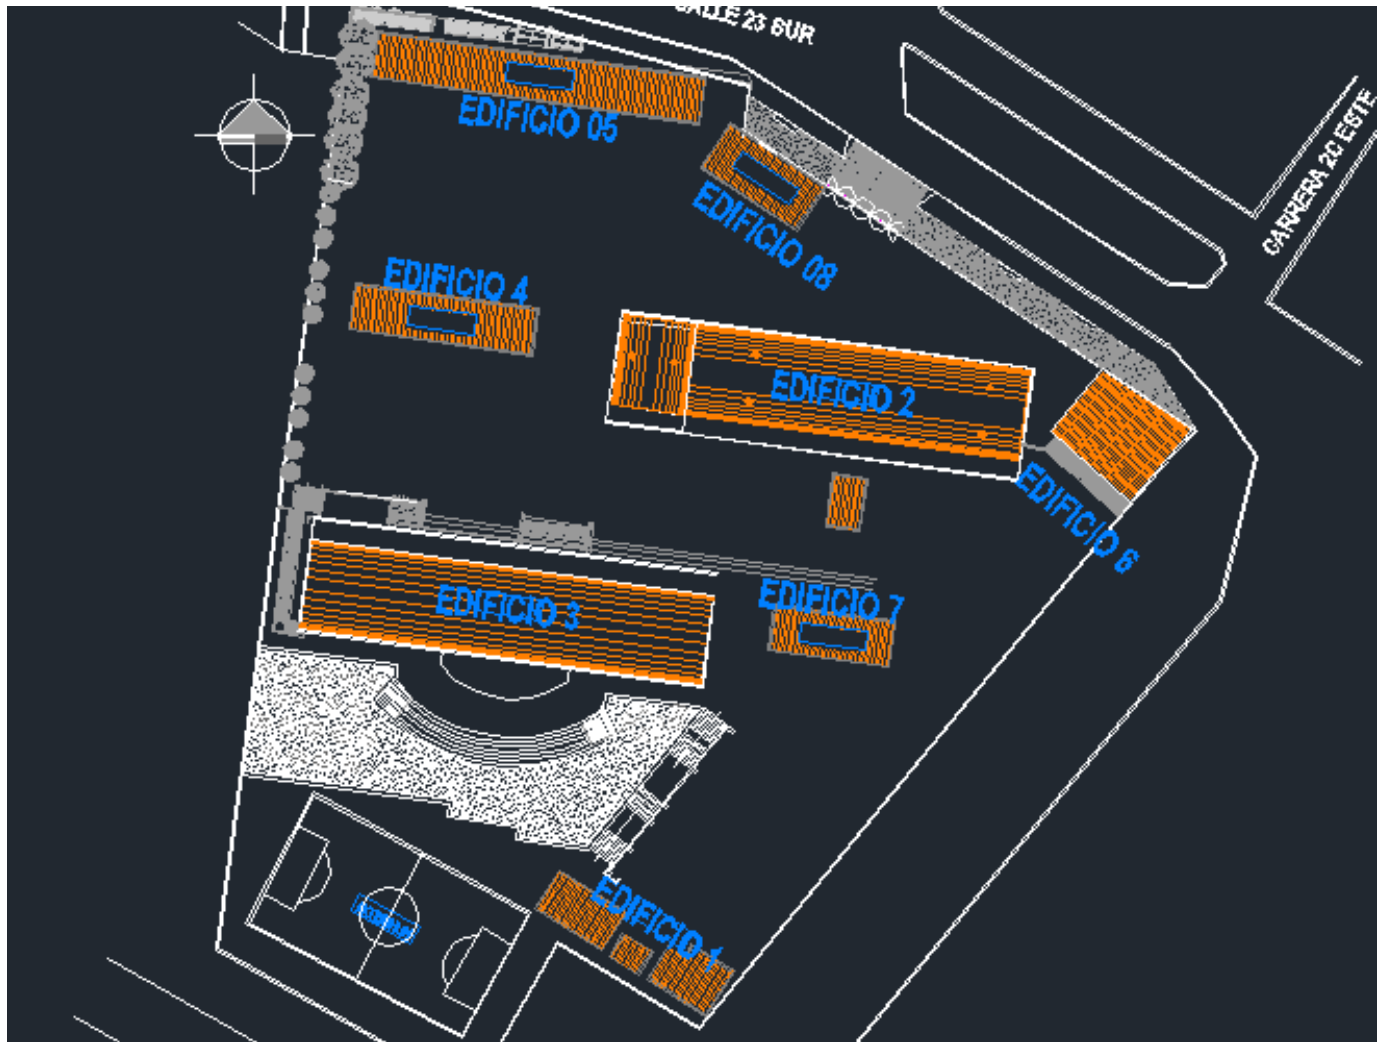 CALLE 23 SUR
CARRERA 2C ESTE
EDIFICIO 05
EDIFICIO 08
EDIFICIO 4
EDIFICIO 2
EDIFICIO 6
EDIFICIO 7
EDIFICIO 3
EDIFICIO 1